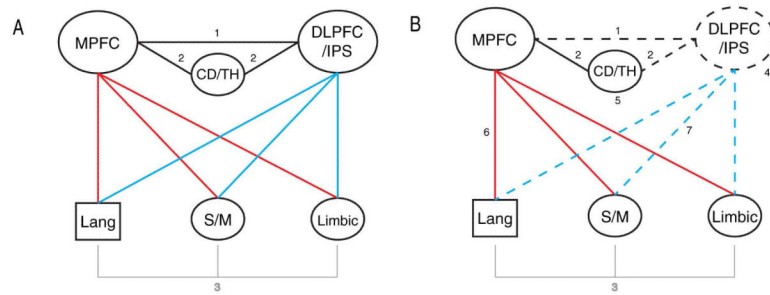 A
MPFC
1
DLPFC
/IPS
2
2
CD/TH
Lang
S/M
Limbic
3
B
MPFC
1
DLPFC
/IPS
2
2
CD/TH
4
5
6
7
Lang
S/M
Limbic
3